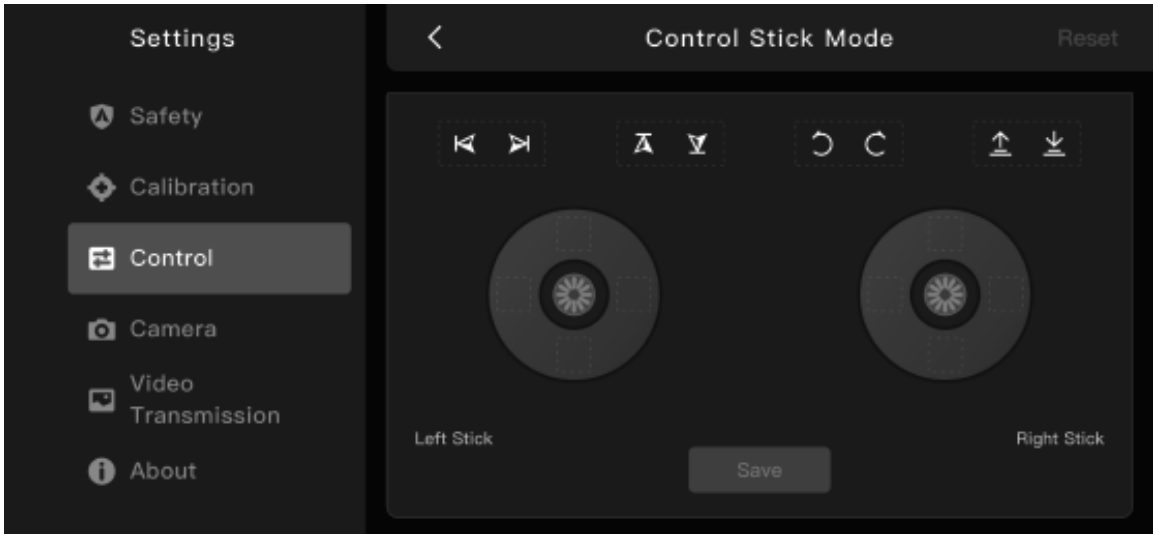 Settings
Control Stick Mode
Reset
Safety
Calibration
Control
Camera
Video
Transmission
About
Left Stick
Right Stick
Save